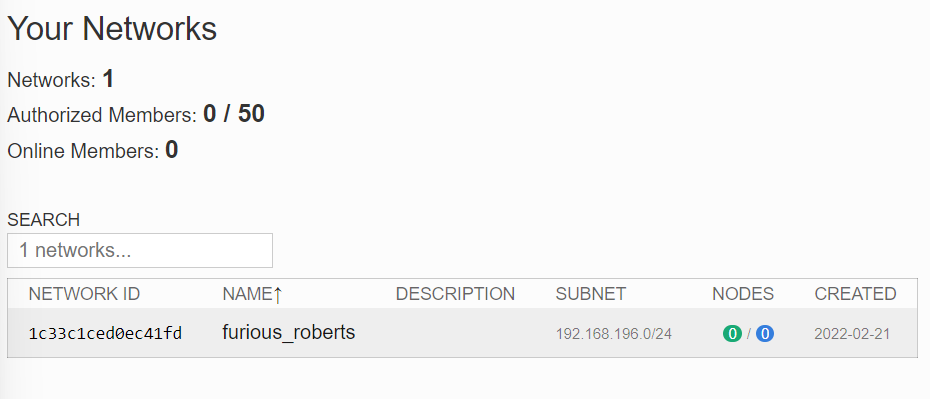 Your Networks
Networks: 1
Authorized Members: 0 / 50
Online Members: 0
SEARCH
1 networks...
NETWORK ID NAME↑ DESCRIPTION SUBNET NODES CREATED
1c33c1ced0ec41fd furious_roberts 192.168.196.0/24 0 / 0 2022-02-21